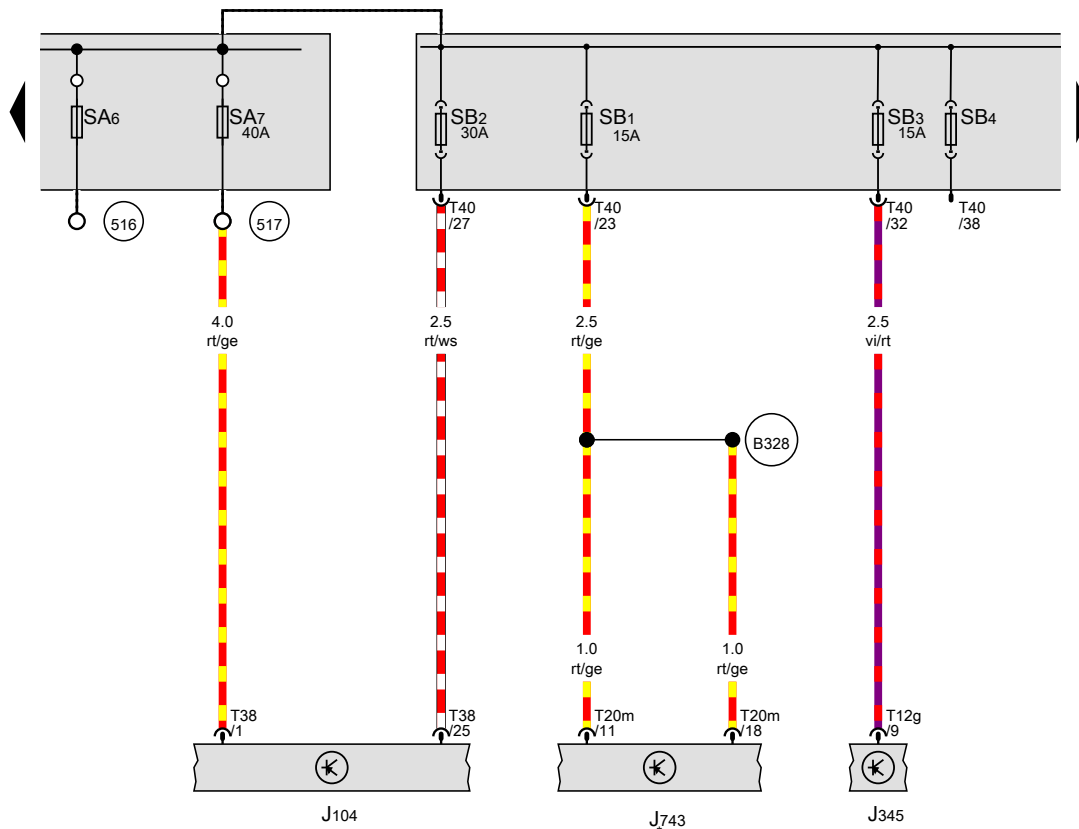 SA6
SA7
40A
SB2
30A
SB1
15A
SB3
15A
SB4
516
517
T40
/27
T40
/23
T40
/32
T40
/38
4.0
rt/ge
2.5
rt/ws
2.5
rt/ge
2.5
vi/rt
B328
1.0
rt/ge
1.0
rt/ge
T38
/1
T38
/25
T20m
/11
T20m
/18
T12g
/9
J104
J743
J345